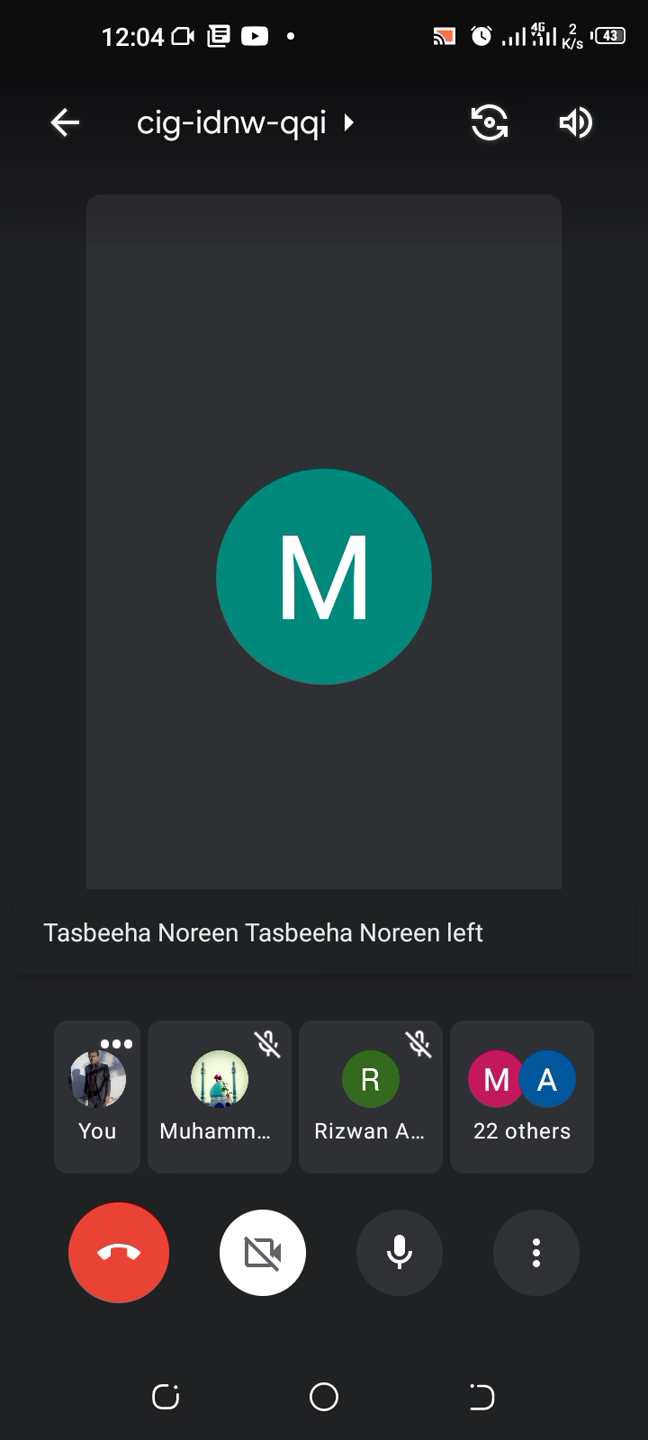 12:04
4G
2
K/s
43
cig-idnw-qqi
M
Tasbeeha Noreen Tasbeeha Noreen left
R
M
A
You
Muhamm...
Rizwan A...
22 others